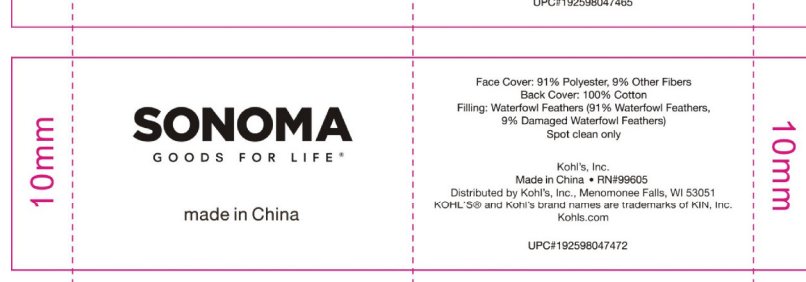 UPC#192598047465
10mm
SONOMA
GOODS FOR LIFE®
made in China
Face Cover: 91% Polyester, 9% Other Fibers
Back Cover: 100% Cotton
Filling: Waterfowl Feathers (91% Waterfowl Feathers,
9% Damaged Waterfowl Feathers)
Spot clean only
Kohl's, Inc.
Made in China • RN#99605
Distributed by Kohl's, Inc., Menomonee Falls, WI 53051
KOHL'S® and Kohl's brand names are trademarks of KIN, Inc.
Kohls.com
UPC#192598047472
10mm